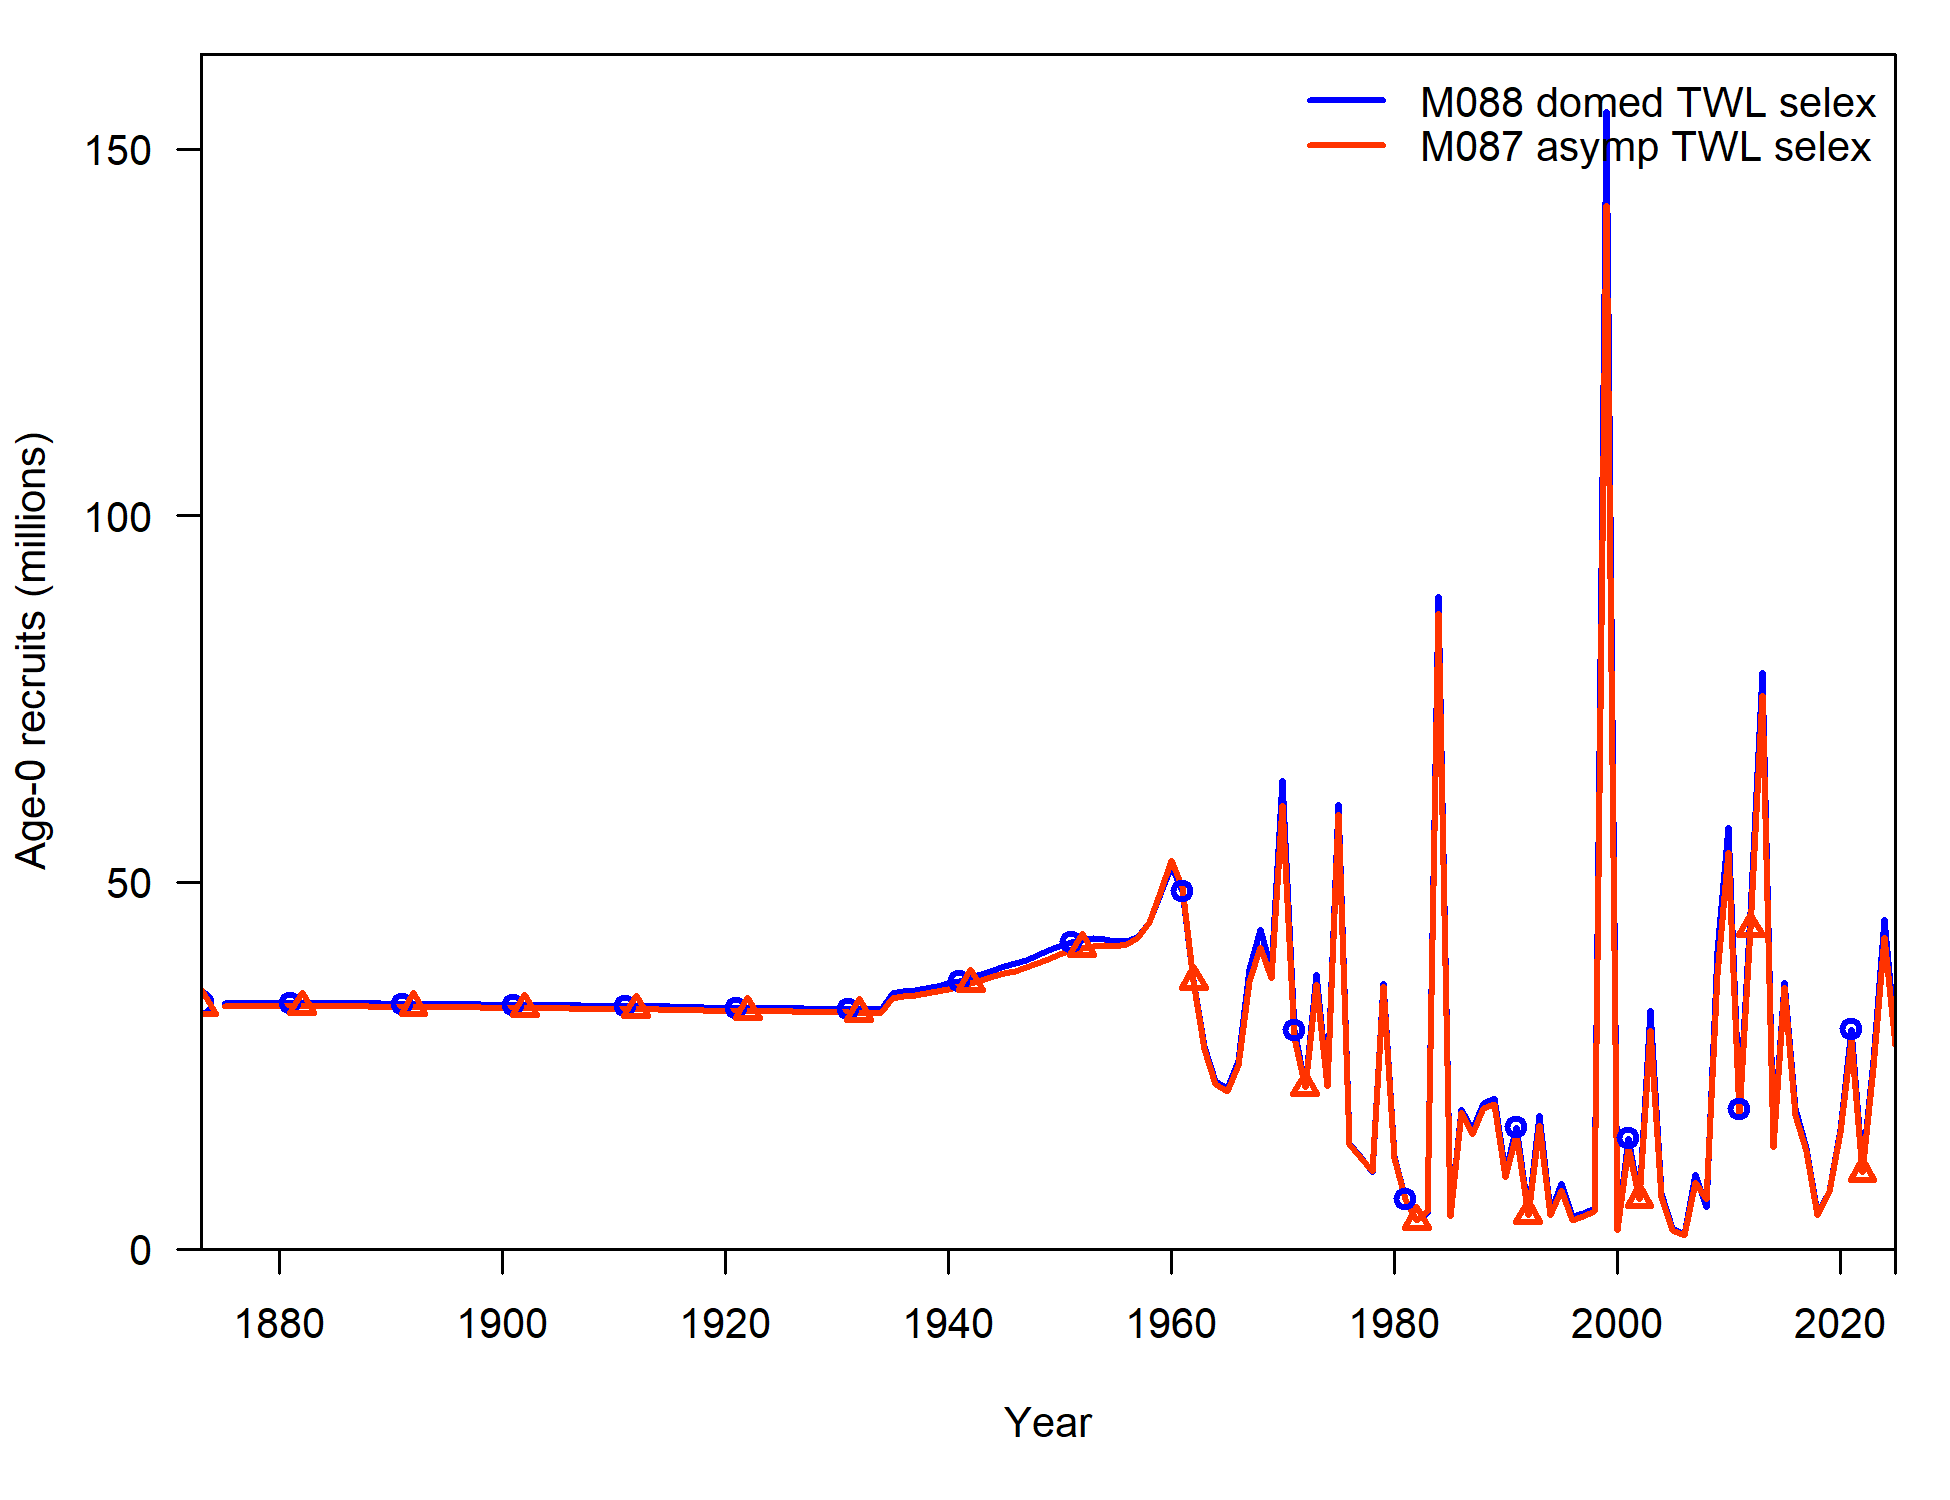 M088 domed TWL selex
M087 asymp TWL selex
150
100
50
0
Age-0 recruits (millions)
1880 1900 1920 1940 1960 1980 2000 2020
Year